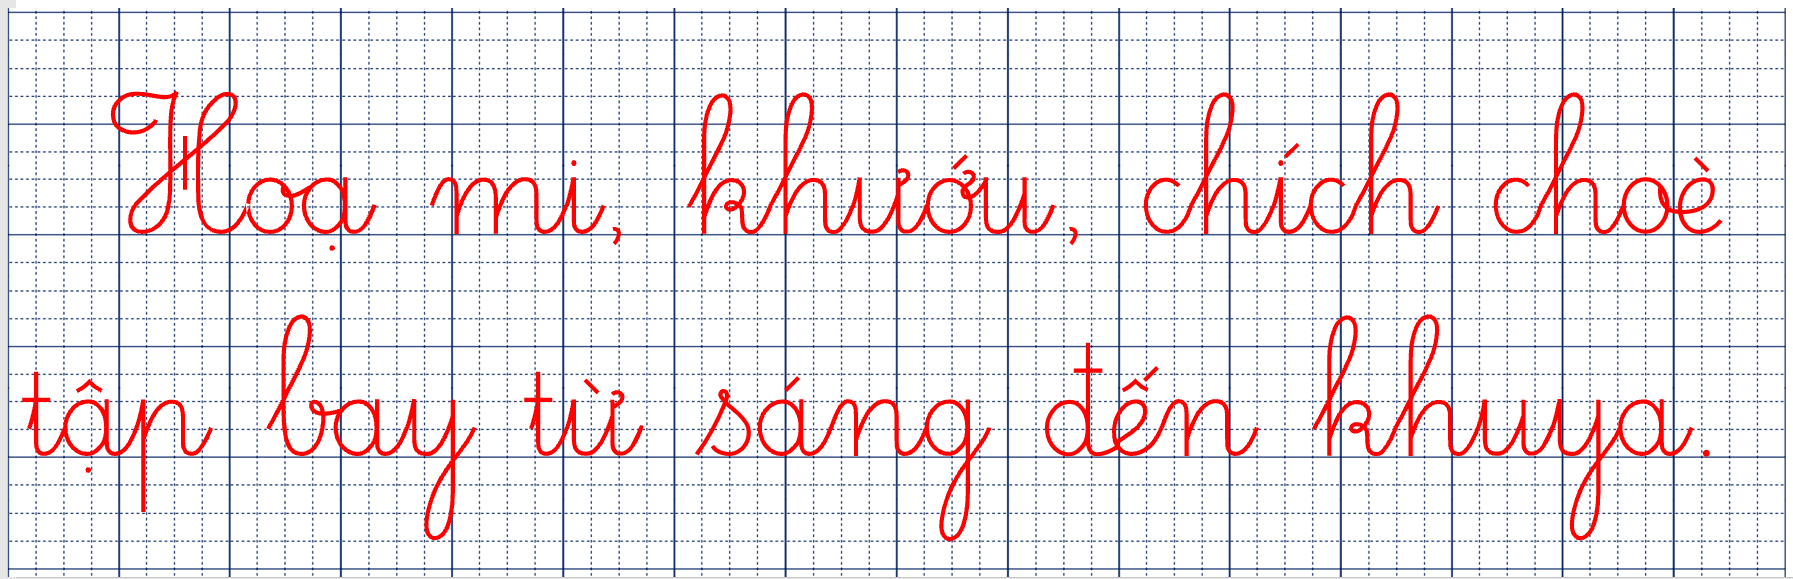 Hoạ mi, khướu, chích choè
tập bay từ sáng đến khuya.